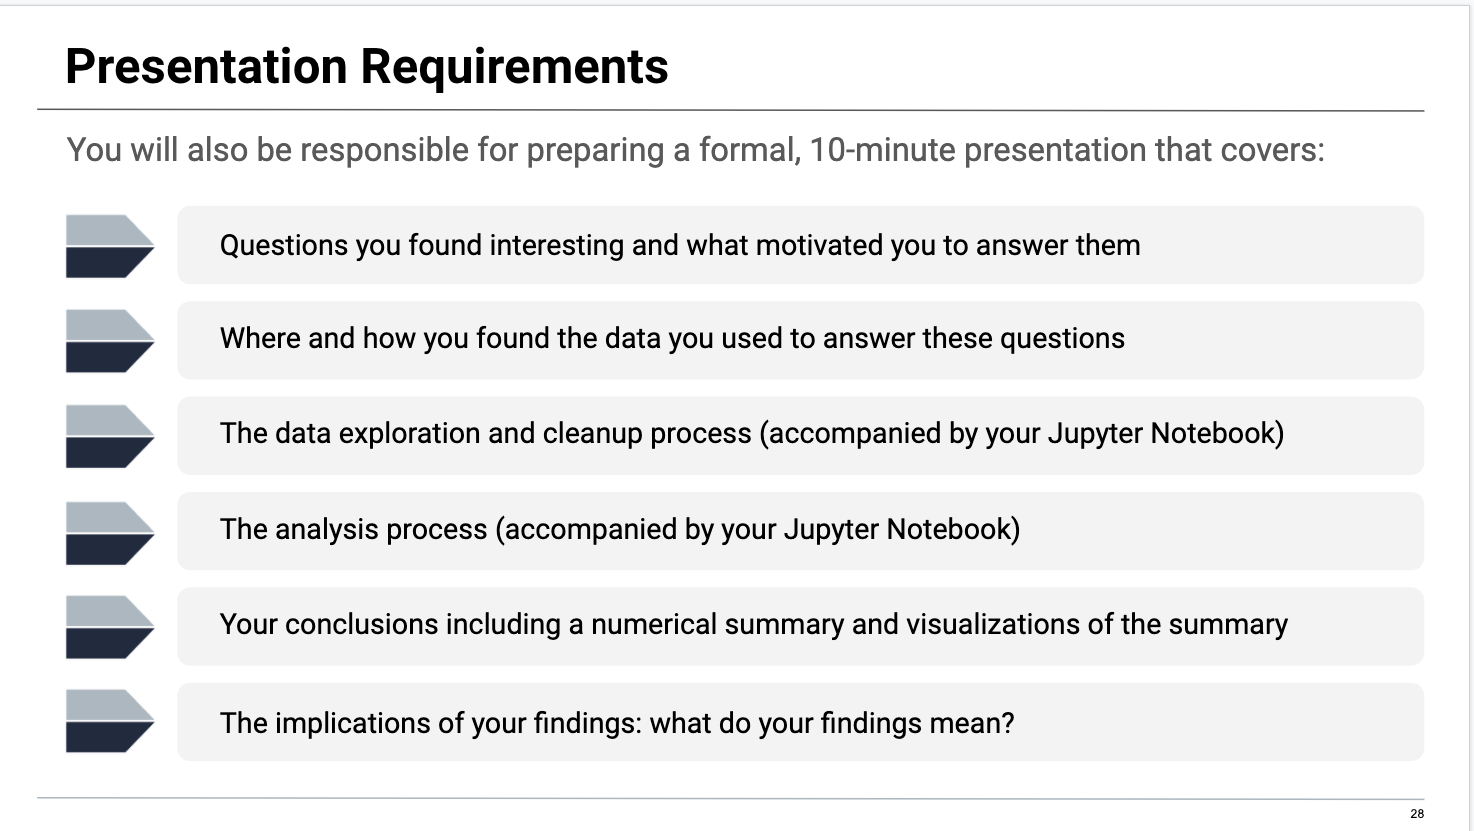 Presentation Requirements
You will also be responsible for preparing a formal, 10-minute presentation that covers:
Questions you found interesting and what motivated you to answer them
Where and how you found the data you used to answer these questions
The data exploration and cleanup process (accompanied by your Jupyter Notebook)
The analysis process (accompanied by your Jupyter Notebook)
Your conclusions including a numerical summary and visualizations of the summary
The implications of your findings: what do your findings mean?
28